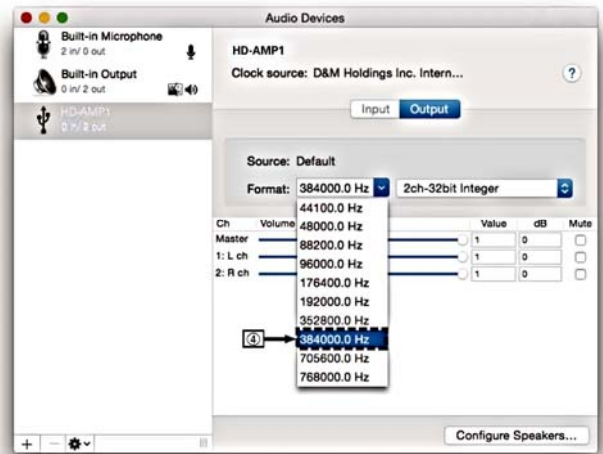 Audio Devices
Built-in Microphone
2 in/ 0 out
Built-in Output
0 in/ 2 out
HD-AMP1
0 in/ 2 out
HD-AMP1
Clock source: D&M Holdings Inc. Intern...
?
Input Output
Source: Default
Format: 384000.0 Hz 2ch-32bit Integer
44100.0 Hz
48000.0 Hz
88200.0 Hz
96000.0 Hz
176400.0 Hz
192000.0 Hz
352800.0 Hz
④ 384000.0 Hz
705600.0 Hz
768000.0 Hz
Ch Volume Value dB Mute
Master 1 0
1: L ch 1 0
2: R ch 1 0
Configure Speakers...